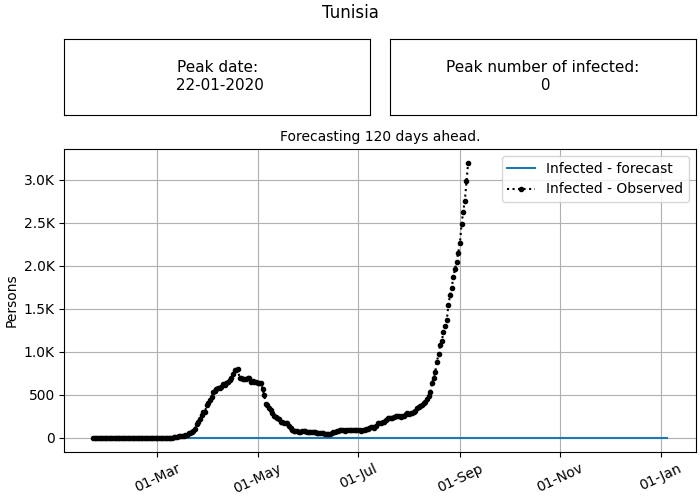 Tunisia
Peak date:
22-01-2020
Peak number of infected:
0
Forecasting 120 days ahead.
Infected - forecast
Infected - Observed
Persons
3.0K
2.5K
2.0K
1.5K
1.0K
500
0
01-Mar
01-May
01-Jul
01-Sep
01-Nov
01-Jan